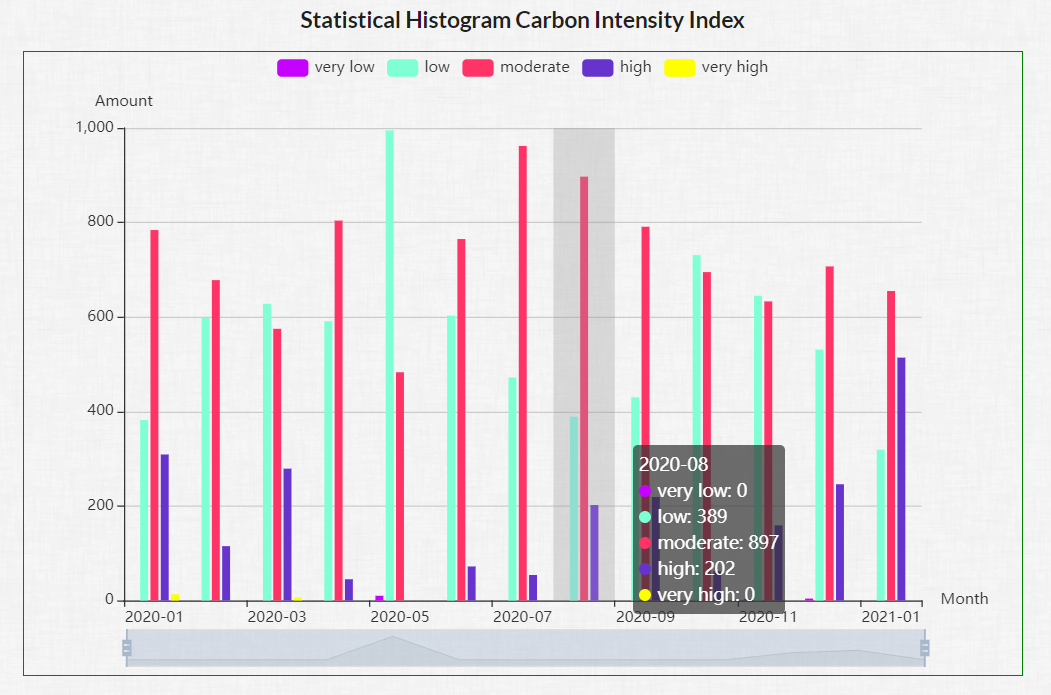 Statistical Histogram Carbon Intensity Index
very low low moderate high very high
Amount
1,000
800
600
400
200
0
2020-08
very low: 0
low: 389
moderate: 897
high: 202
very high: 0
Month
2020-01 2020-03 2020-05 2020-07 2020-09 2020-11 2021-01